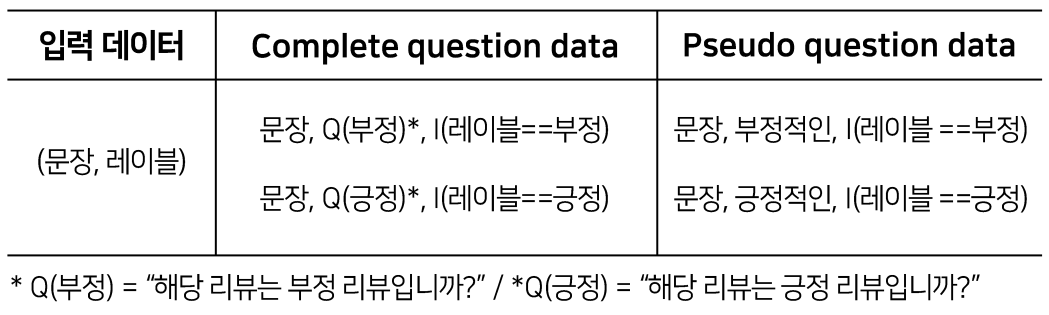 입력 데이터 Complete question data Pseudo question data
문장, Q(부정)*, I(레이블==부정) 문장, 부정적인, I(레이블 ==부정)
(문장, 레이블)
문장, Q(긍정)*, I(레이블==긍정) 문장, 긍정적인, I(레이블 ==긍정)
* Q(부정) = “해당 리뷰는 부정 리뷰입니까?” / *Q(긍정) = “해당 리뷰는 긍정 리뷰입니까?”